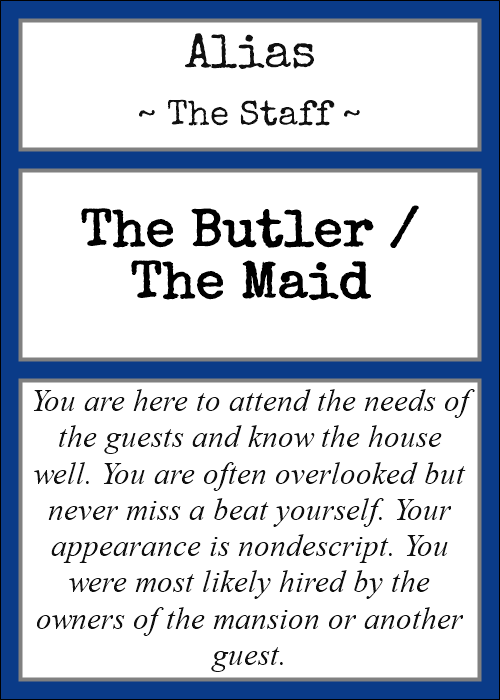 Alias
~ The Staff ~
The Butler /
The Maid
You are here to attend the needs of
the guests and know the house
well. You are often overlooked but
never miss a beat yourself. Your
appearance is nondescript. You
were most likely hired by the
owners of the mansion or another
guest.